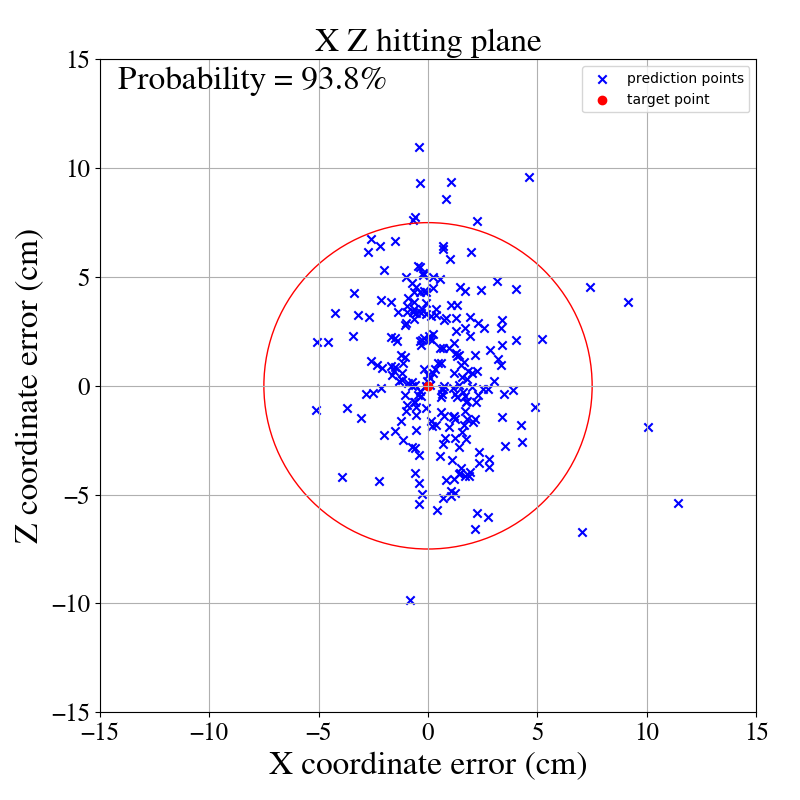 X Z hitting plane
Probability = 93.8%
prediction points
target point
15
10
5
0
−5
−10
−15
Z coordinate error (cm)
−15 −10 −5 0 5 10 15
X coordinate error (cm)